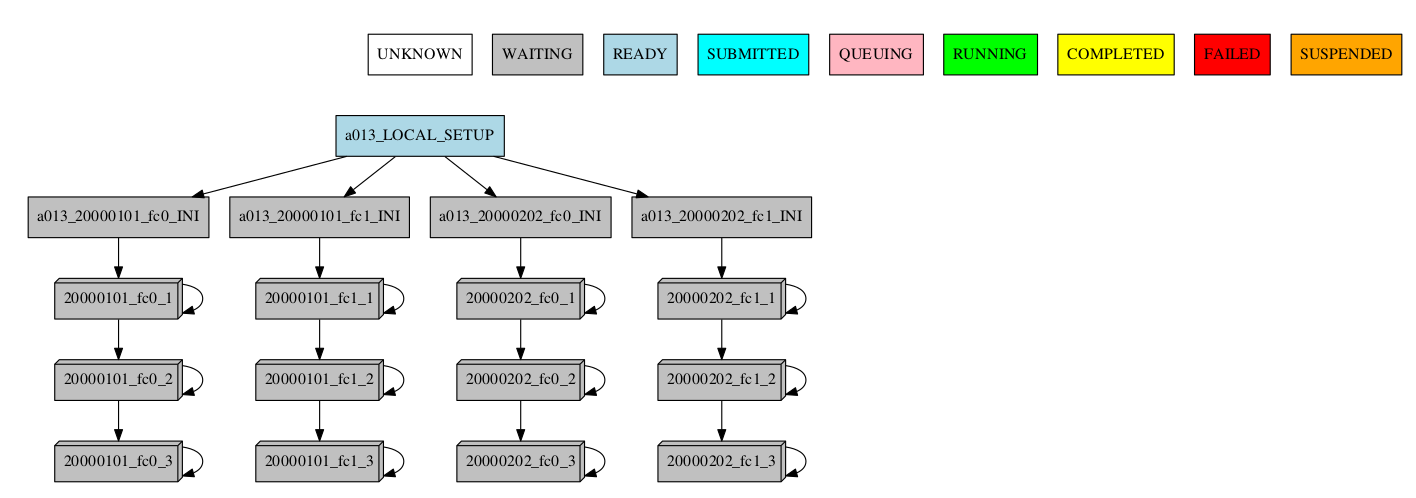 UNKNOWN WAITING READY SUBMITTED QUEUING RUNNING COMPLETED FAILED SUSPENDED
a013_LOCAL_SETUP
a013_20000101_fc0_INI a013_20000101_fc1_INI a013_20000202_fc0_INI a013_20000202_fc1_INI
20000101_fc0_1 20000101_fc1_1 20000202_fc0_1 20000202_fc1_1
20000101_fc0_2 20000101_fc1_2 20000202_fc0_2 20000202_fc1_2
20000101_fc0_3 20000101_fc1_3 20000202_fc0_3 20000202_fc1_3